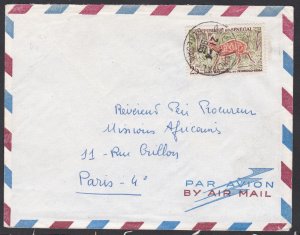 SENEGAL
Révérend Père Procureur
Missions Africaines
11 - Rue Crillon
Paris - 4e
PAR AVION
BY AIR MAIL